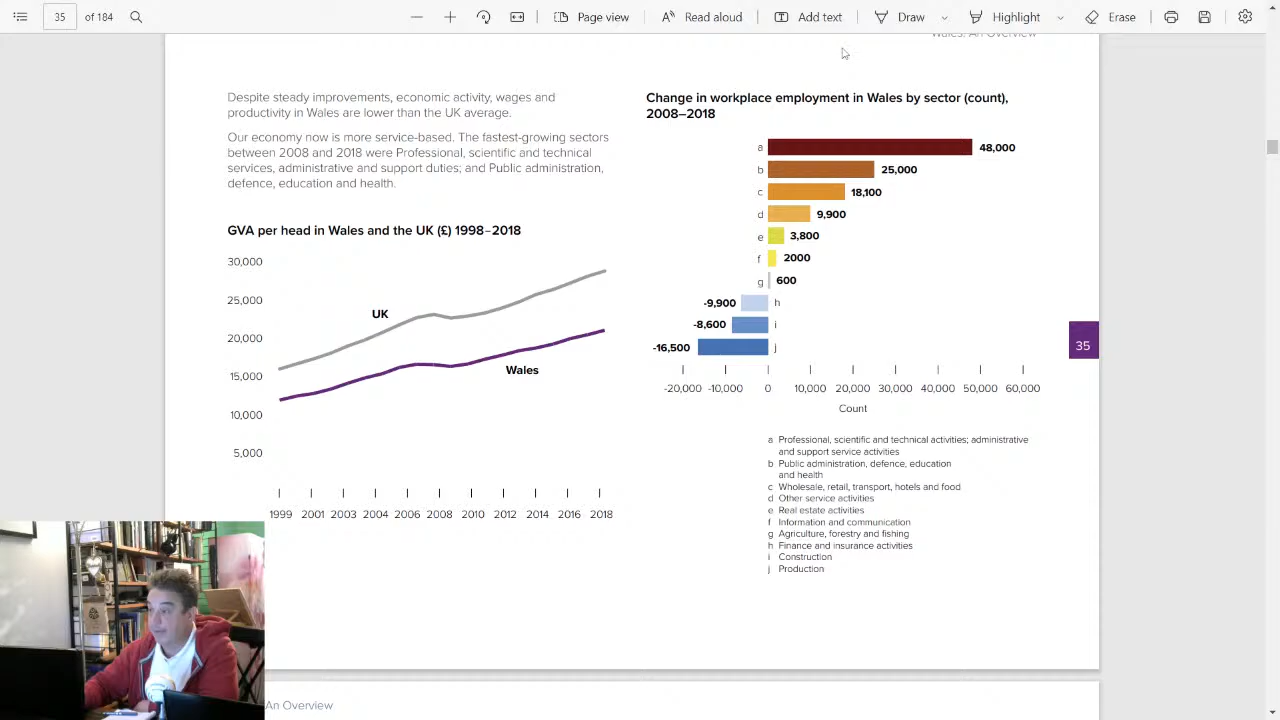 35
of 184
Page view
Read aloud
Add text
Draw
Highlight
Erase
Wales: An Overview
Despite steady improvements, economic activity, wages and
productivity in Wales are lower than the UK average.
Our economy now is more service-based. The fastest-growing sectors
between 2008 and 2018 were Professional, scientific and technical
services, administrative and support duties; and Public administration,
defence, education and health.
GVA per head in Wales and the UK (£) 1998–2018
30,000
25,000
20,000
15,000
10,000
5,000
UK
Wales
1999 2001 2003 2004 2006 2008 2010 2012 2014 2016 2018
Change in workplace employment in Wales by sector (count),
2008–2018
a 48,000
b 25,000
c 18,100
d 9,900
e 3,800
f 2000
g 600
-9,900 h
-8,600 i
-16,500 j
-20,000 -10,000 0 10,000 20,000 30,000 40,000 50,000 60,000
Count
a Professional, scientific and technical activities; administrative
and support service activities
b Public administration, defence, education
and health
c Wholesale, retail, transport, hotels and food
d Other service activities
e Real estate activities
f Information and communication
g Agriculture, forestry and fishing
h Finance and insurance activities
i Construction
j Production
35
An Overview